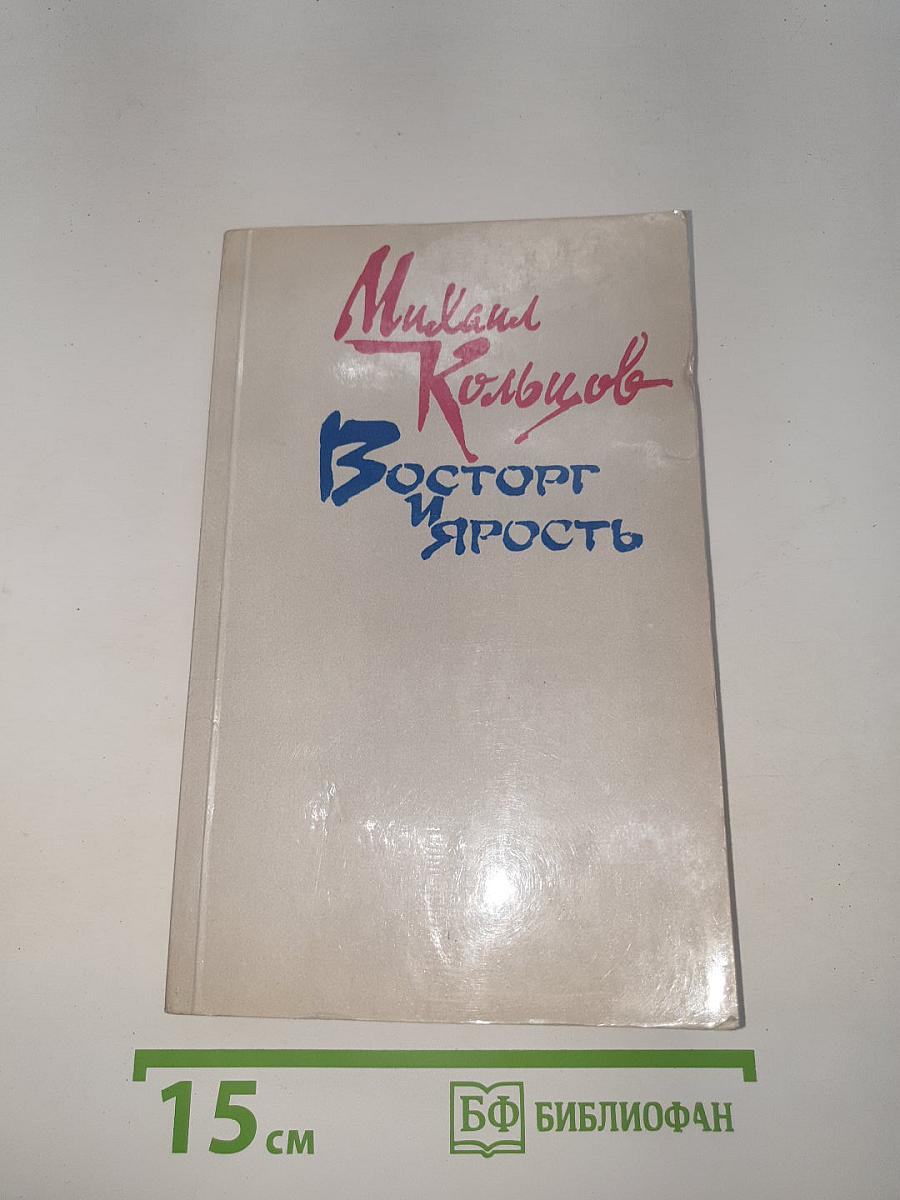 Михаил
Кольцов
Восторг
и
ярость
15 см
БФ БИБЛИОФАН